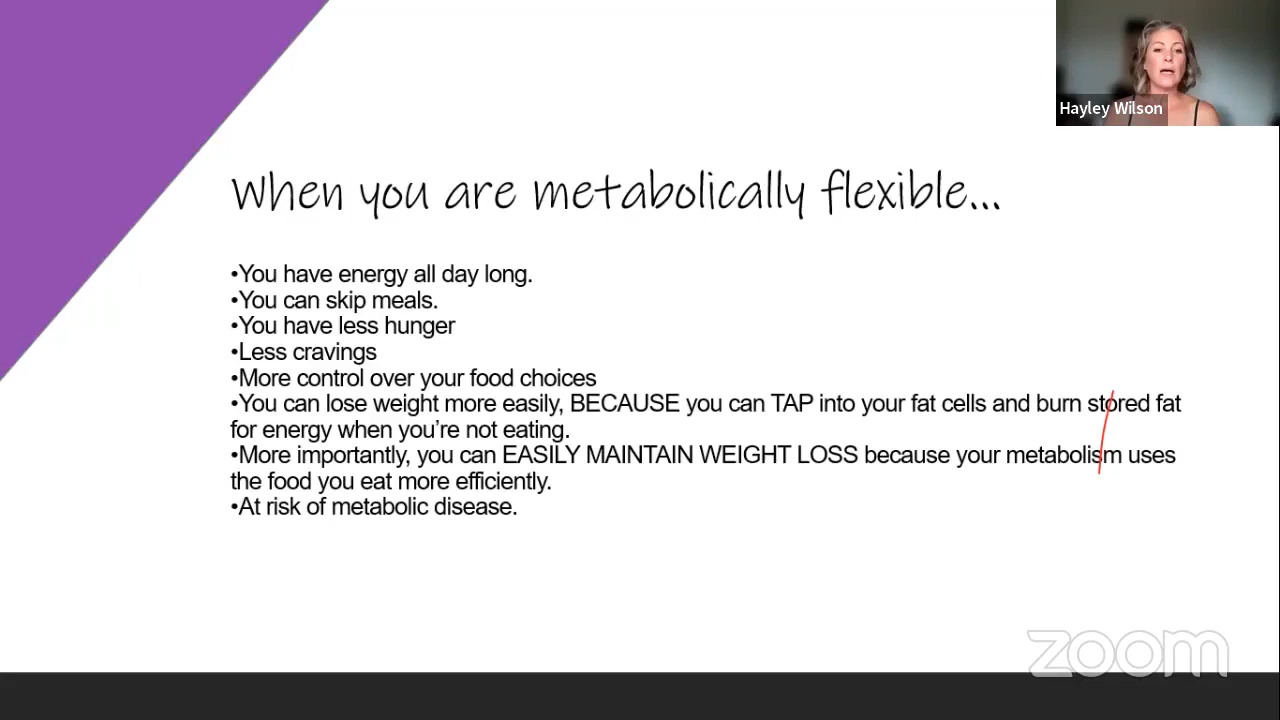 Hayley Wilson
When you are metabolically flexible...
•You have energy all day long.
•You can skip meals.
•You have less hunger
•Less cravings
•More control over your food choices
•You can lose weight more easily, BECAUSE you can TAP into your fat cells and burn stored fat
for energy when you’re not eating.
•More importantly, you can EASILY MAINTAIN WEIGHT LOSS because your metabolism uses
the food you eat more efficiently.
•At risk of metabolic disease.
zoom